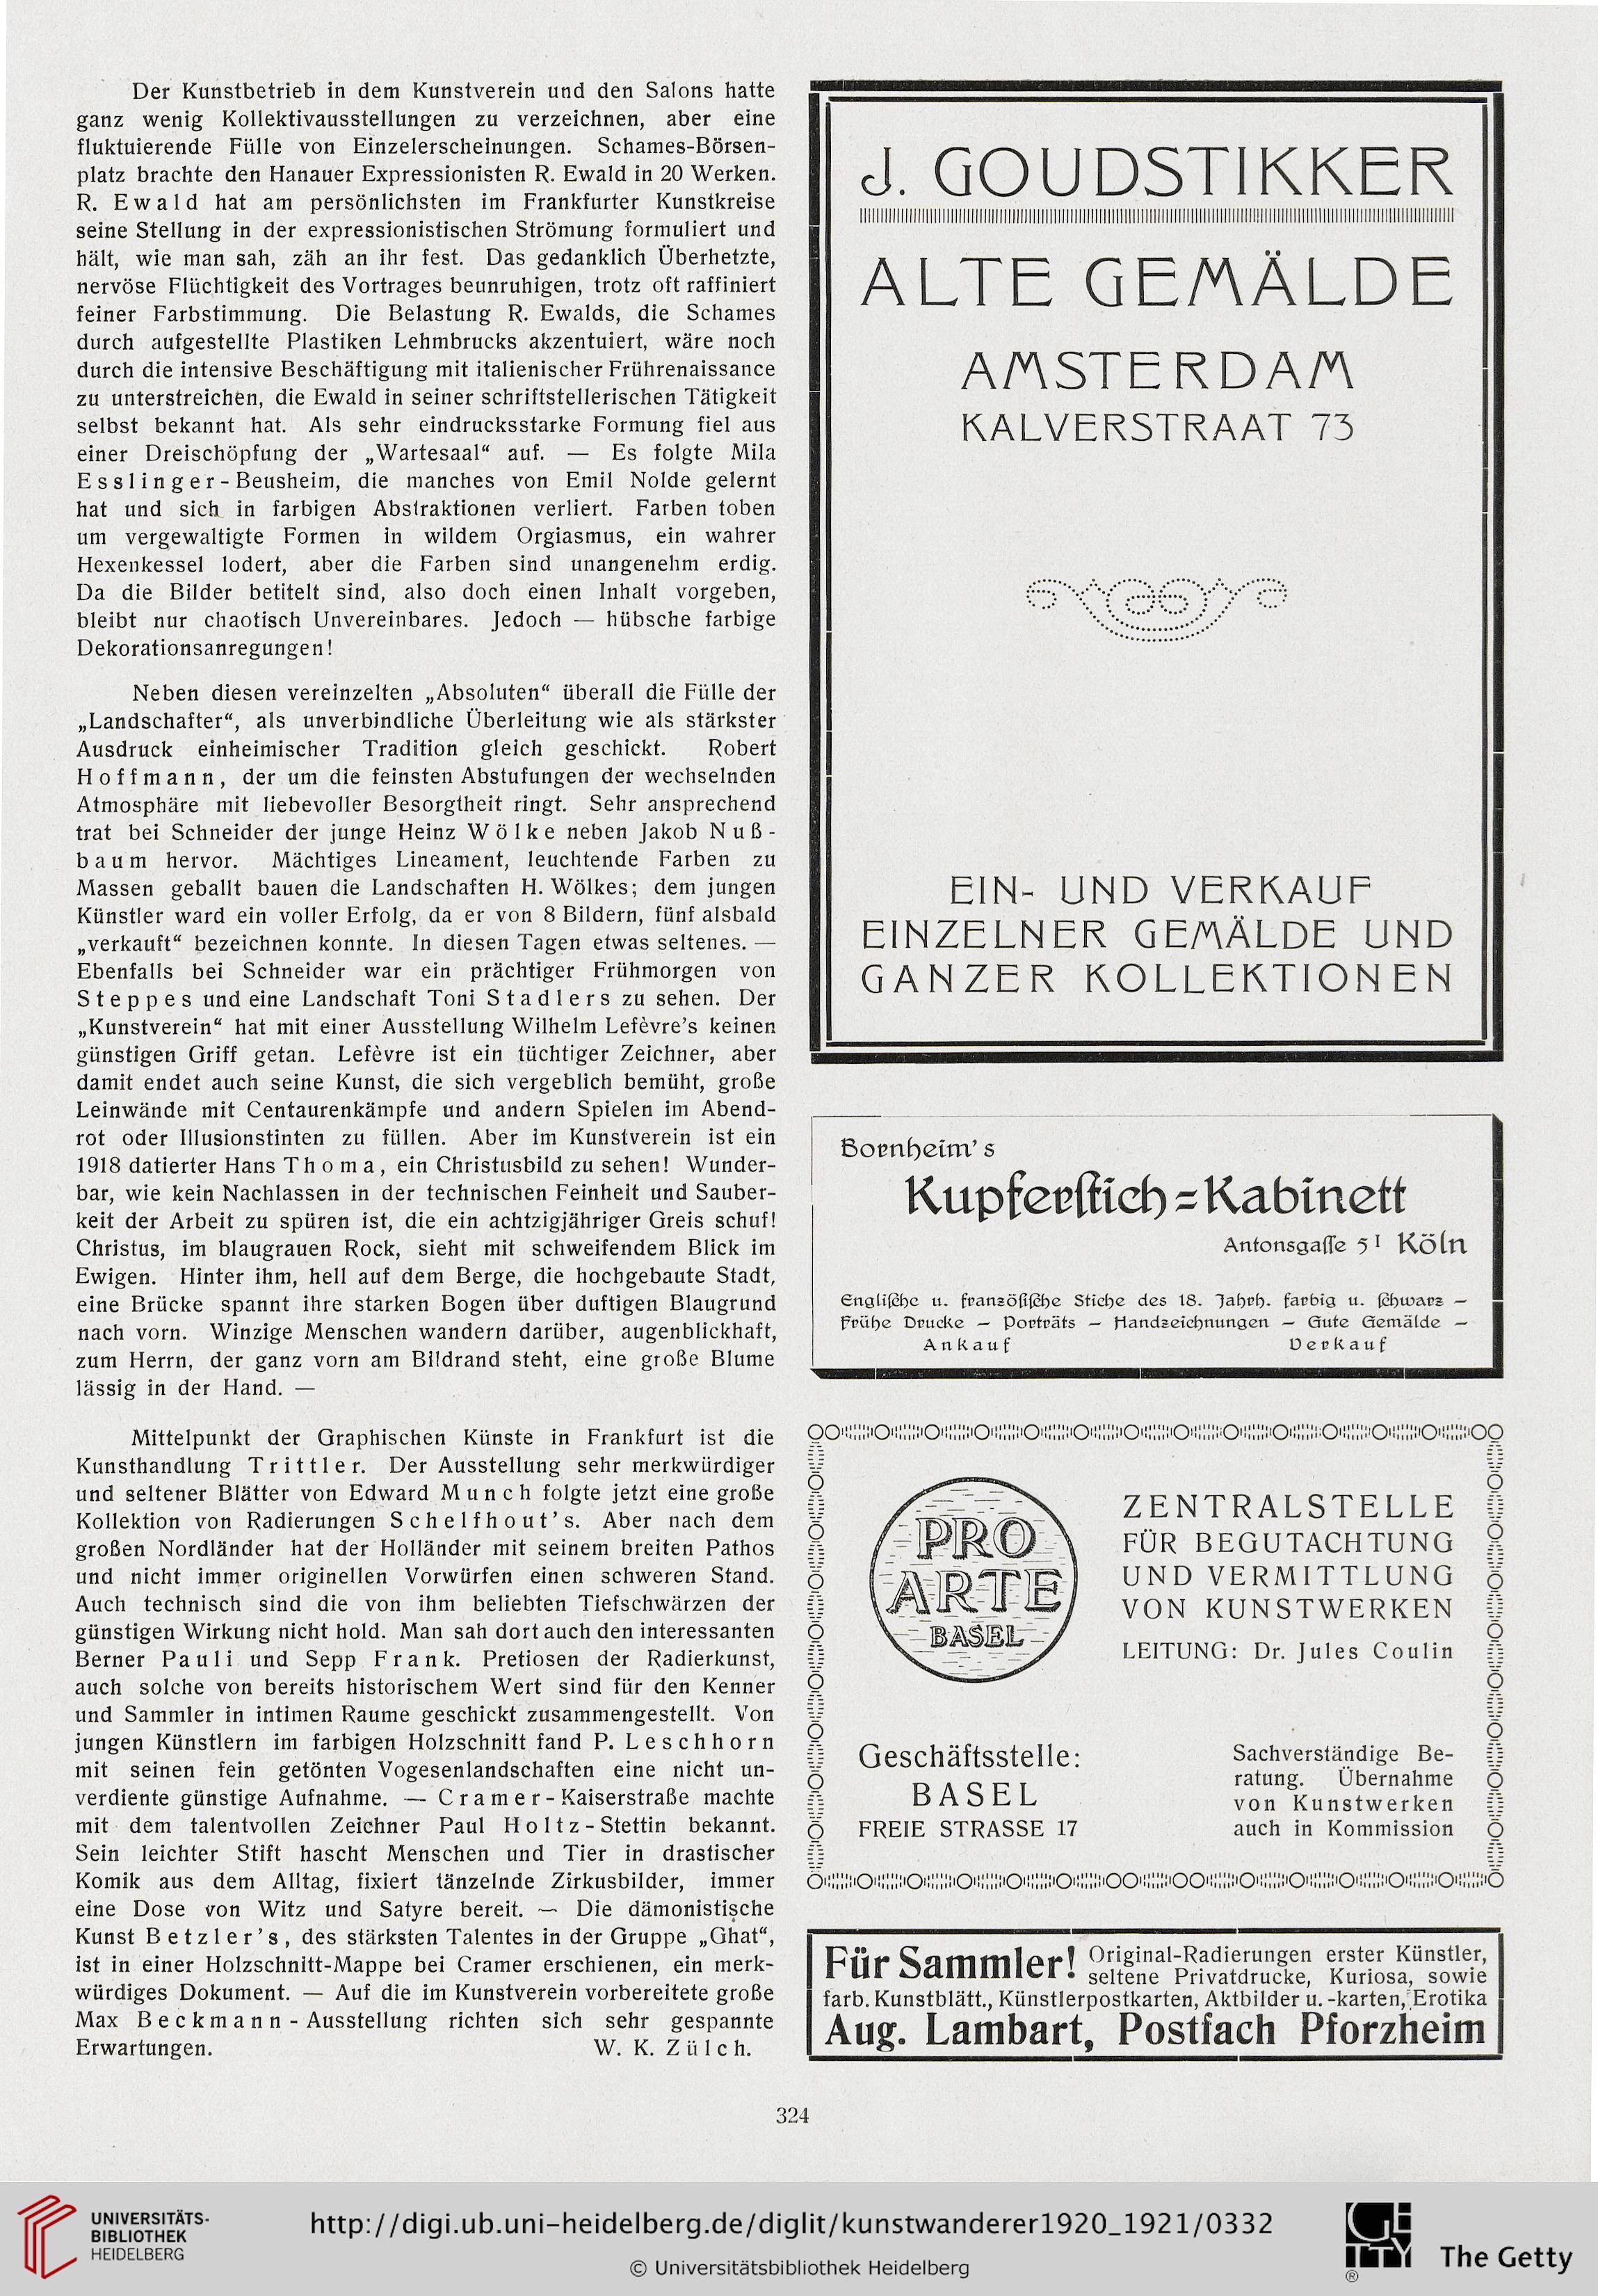 Der Kunstbetrieb in dem Kunstverein und den Salons hatte
ganz wenig Kollektivausstellungen zu verzeichnen, aber eine
fluktuierende Fülle von Einzelerscheinungen. Schames-Börsen-
platz brachte den Hanauer Expressionisten R. Ewald in 20 Werken.
R. Ewald hat am persönlichsten im Frankfurter Kunstkreise
seine Stellung in der expressionistischen Strömung formuliert und
hält, wie man sah, zäh an ihr fest. Das gedanklich Überhetzte,
nervöse Flüchtigkeit des Vortrages beunruhigen, trotz oft raffiniert
feiner Farbstimmung. Die Belastung R. Ewalds, die Schames
durch aufgestellte Plastiken Lehmbrucks akzentuiert, wäre noch
durch die intensive Beschäftigung mit italienischer Frührenaissance
zu unterstreichen, die Ewald in seiner schriftstellerischen Tätigkeit
selbst bekannt hat. Als sehr eindrucksstarke Formung fiel aus
einer Dreischöpfung der „Wartesaal“ auf. — Es folgte Mila
Esslinger-Beusheim, die manches von Emil Nolde gelernt
hat und sich in farbigen Abstraktionen verliert. Farben toben
um vergewaltigte Formen in wildem Orgiasmus, ein wahrer
Hexenkessel lodert, aber die Farben sind unangenehm erdig.
Da die Bilder betitelt sind, also doch einen Inhalt vorgeben,
bleibt nur chaotisch Unvereinbares. Jedoch — hübsche farbige
Dekorationsanregungen!
Neben diesen vereinzelten „Absoluten“ überall die Fülle der
„Landschafter“, als unverbindliche Überleitung wie als stärkster
Ausdruck einheimischer Tradition gleich geschickt. Robert
Hoffmann, der um die feinsten Abstufungen der wechselnden
Atmosphäre mit liebevoller Besorgtheit ringt. Sehr ansprechend
trat bei Schneider der junge Heinz Wölke neben Jakob Nuß-
baum hervor. Mächtiges Lineament, leuchtende Farben zu
Massen geballt bauen die Landschaften H. Wölkes; dem jungen
Künstler ward ein voller Erfolg, da er von 8 Bildern, fünf alsbald
„verkauft“ bezeichnen konnte. In diesen Tagen etwas seltenes. —
Ebenfalls bei Schneider war ein prächtiger Frühmorgen von
Steppes und eine Landschaft Toni Stadlers zu sehen. Der
„Kunstverein“ hat mit einer Ausstellung Wilhelm Lefèvre's keinen
günstigen Griff getan. Lefèvre ist ein tüchtiger Zeichner, aber
damit endet auch seine Kunst, die sich vergeblich bemüht, große
Leinwände mit Centaurenkämpfe und andern Spielen im Abend-
rot oder Illusionstinten zu füllen. Aber im Kunstverein ist ein
1918 datierter Hans Thoma, ein Christusbild zu sehen! Wunder-
bar, wie kein Nachlassen in der technischen Feinheit und Sauber-
keit der Arbeit zu spüren ist, die ein achtzigjähriger Greis schuf!
Christus, im blaugrauen Rock, sieht mit schweifendem Blick im
Ewigen. Hinter ihm, hell auf dem Berge, die hochgebaute Stadt,
eine Brücke spannt ihre starken Bogen über duftigen Blaugrund
nach vorn. Winzige Menschen wandern darüber, augenblickhaft,
zum Herrn, der ganz vorn am Bildrand steht, eine große Blume
lässig in der Hand. —
Mittelpunkt der Graphischen Künste in Frankfurt ist die
Kunsthandlung Trittler. Der Ausstellung sehr merkwürdiger
und seltener Blätter von Edward Munch folgte jetzt eine große
Kollektion von Radierungen Schelfhout's. Aber nach dem
großen Nordländer hat der Holländer mit seinem breiten Pathos
und nicht immer originellen Vorwürfen einen schweren Stand.
Auch technisch sind die von ihm beliebten Tiefschwärzen der
günstigen Wirkung nicht hold. Man sah dort auch den interessanten
Berner Pauli und Sepp Frank. Pretiosen der Radierkunst,
auch solche von bereits historischem Wert sind für den Kenner
und Sammler in intimen Raume geschickt zusammengestellt. Von
jungen Künstlern im farbigen Holzschnitt fand P. Leschhorn
mit seinen fein getönten Vogesenlandschaften eine nicht un-
verdiente günstige Aufnahme. — Cramer-Kaiserstraße machte
mit dem talentvollen Zeichner Paul Holtz-Stettin bekannt.
Sein leichter Stift hascht Menschen und Tier in drastischer
Komik aus dem Alltag, fixiert tänzelnde Zirkusbilder, immer
eine Dose von Witz und Satyre bereit. — Die dämonistische
Kunst Betzler's, des stärksten Talentes in der Gruppe „Ghat“,
ist in einer Holzschnitt-Mappe bei Cramer erschienen, ein merk-
würdiges Dokument. — Auf die im Kunstverein vorbereitete große
Max Beckmann-Ausstellung richten sich sehr gespannte
Erwartungen. W. K. Zülch.
J. GOUDSTIKKER
ALTE GEMÄLDE
AMSTERDAM
KALVERSTRAAT 73
EIN- UND VERKAUF
EINZELNER GEMÄLDE UND
GANZER KOLLEKTIONEN
Bornheim's
Kupferstich=Kabinett
Antonsgasse 5 I Köln
Englische u. französische Stiche des 18. Jahrh. farbig u. schwarz —
Frühe Drucke — Porträts — Handzeichnungen — Gute Gemälde —
Ankauf Verkauf
PRO
ARTE
BASEL
ZENTRALSTELLE
FÜR BEGUTACHTUNG
UND VERMITTLUNG
VON KUNSTWERKEN
LEITUNG: Dr. Jules Coulin
Geschäftsstelle:
BASEL
FREIE STRASSE 17
Sachverständige Be-
ratung. Übernahme
von Kunstwerken
auch in Kommission
Für Sammler! Original-Radierungen erster Künstler,
seltene Privatdrucke, Kuriosa, sowie
farb. Kunstblätt., Künstlerpostkarten, Aktbilder u. -karten, Erotika
Aug. Lambart, Postfach Pforzheim
324
UNIVERSITÄTS-
BIBLIOTHEK
HEIDELBERG
http://digi.ub.uni-heidelberg.de/diglit/kunstwanderer1920_1921/0332
© Universitätsbibliothek Heidelberg
GETTY
®
The Getty